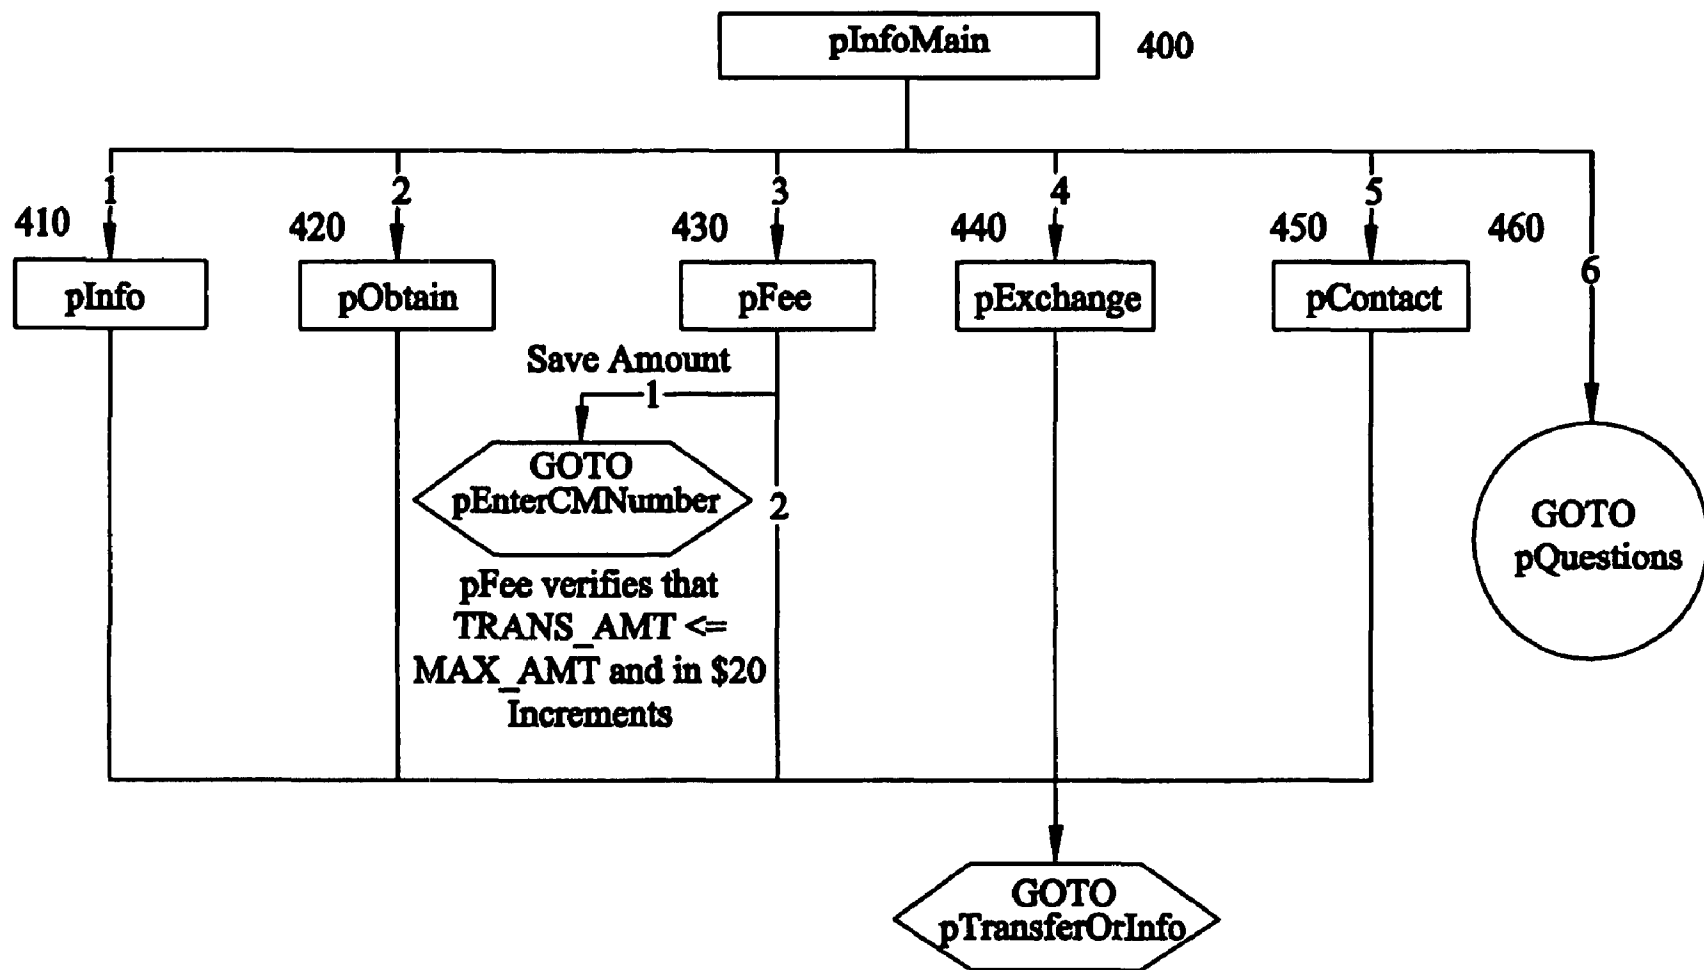 pInfoMain
400
1
2
3
4
5
6
410
420
430
440
450
460
pInfo
pObtain
pFee
pExchange
pContact
Save Amount
1
GOTO
pEnterCMNumber
2
pFee verifies that
TRANS_AMT <=
MAX_AMT and in $20
Increments
GOTO
pQuestions
GOTO
pTransferOrInfo